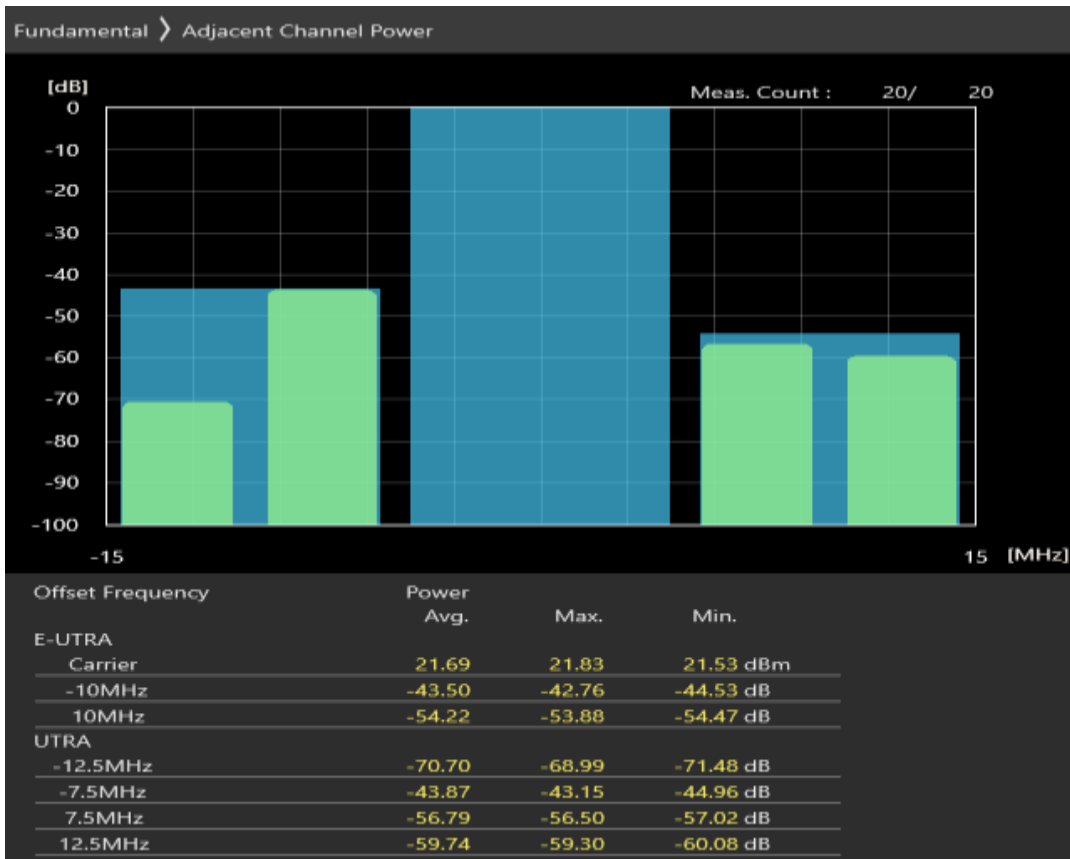 Fundamental ❯ Adjacent Channel Power
[dB]
Meas. Count : 20/ 20
0
-10
-20
-30
-40
-50
-60
-70
-80
-90
-100
-15 15 [MHz]
Offset Frequency Power
Avg. Max. Min.
E-UTRA
Carrier 21.69 21.83 21.53 dBm
-10MHz -43.50 -42.76 -44.53 dB
10MHz -54.22 -53.88 -54.47 dB
UTRA
-12.5MHz -70.70 -68.99 -71.48 dB
-7.5MHz -43.87 -43.15 -44.96 dB
7.5MHz -56.79 -56.50 -57.02 dB
12.5MHz -59.74 -59.30 -60.08 dB